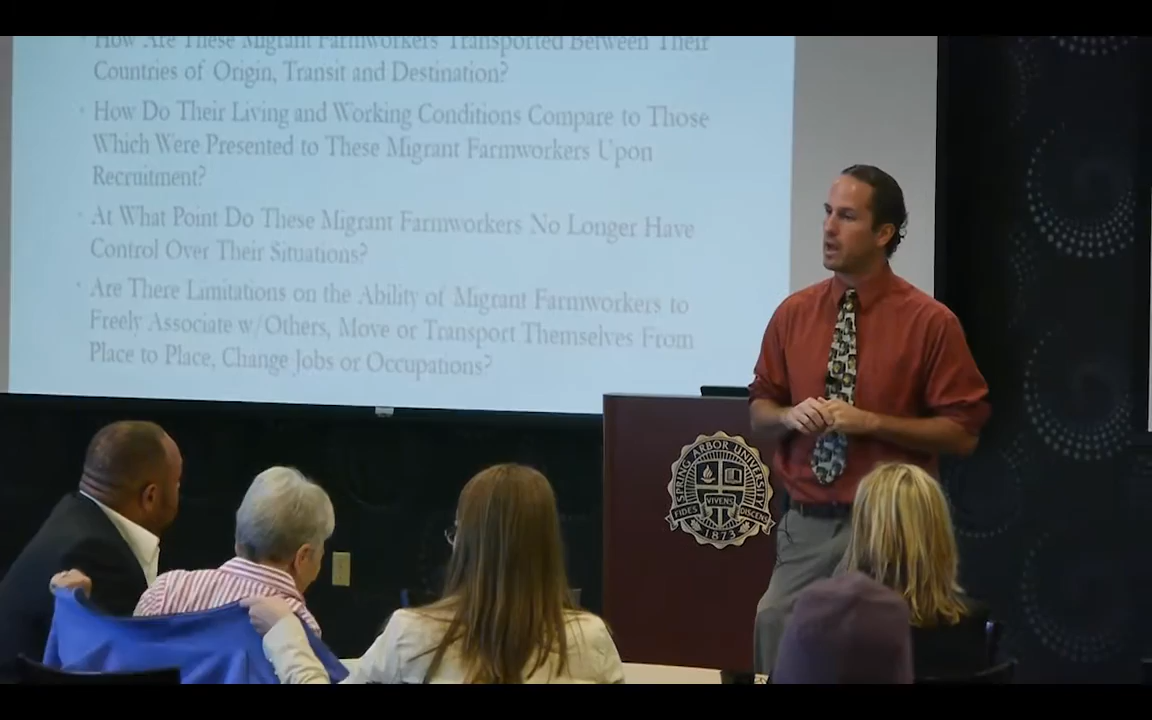 How Are These Migrant Farmworkers Transported Between Their
Countries of Origin, Transit and Destination?
How Do Their Living and Working Conditions Compare to Those
Which Were Presented to These Migrant Farmworkers Upon
Recruitment?
At What Point Do These Migrant Farmworkers No Longer Have
Control Over Their Situations?
Are There Limitations on the Ability of Migrant Farmworkers to
Freely Associate w/Others, Move or Transport Themselves From
Place to Place, Change Jobs or Occupations?
SPRING ARBOR UNIVERSITY
FIDES VIVENS DISCENS
1873